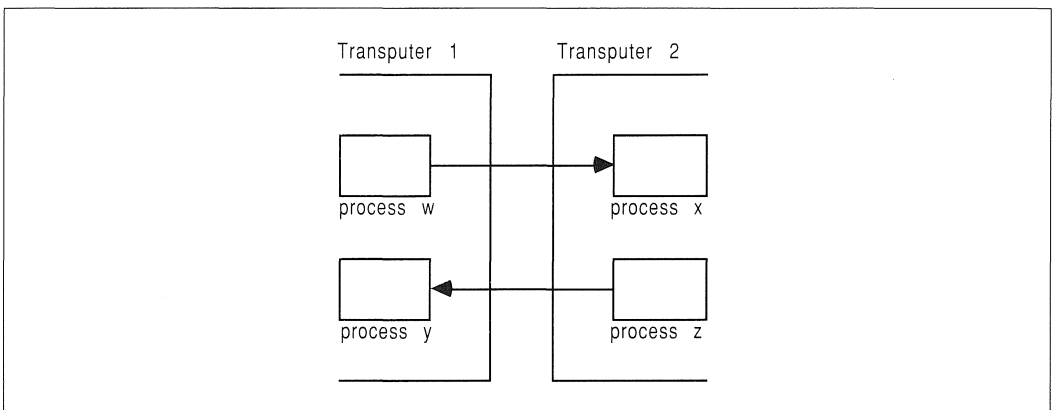 Transputer 1 Transputer 2
process w process x
process y process z